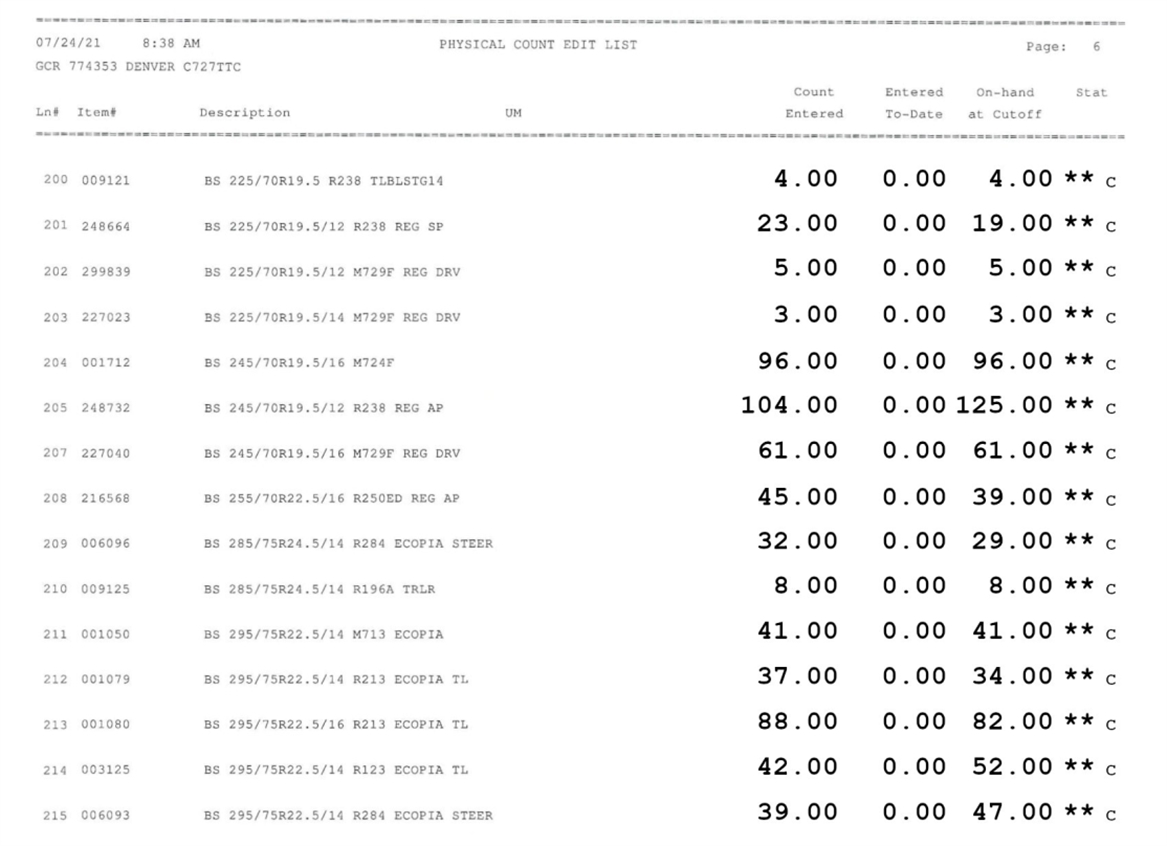 07/24/21 8:38 AM PHYSICAL COUNT EDIT LIST Page: 6
GCR 774353 DENVER C727TTC
Count Entered On-hand Stat
Ln# Item# Description UM Entered To-Date at Cutoff
200 009121 BS 225/70R19.5 R238 TLBLSTG14 4.00 0.00 4.00 ** C
201 248664 BS 225/70R19.5/12 R238 REG SP 23.00 0.00 19.00 ** C
202 299839 BS 225/70R19.5/12 M729F REG DRV 5.00 0.00 5.00 ** C
203 227023 BS 225/70R19.5/14 M729F REG DRV 3.00 0.00 3.00 ** C
204 001712 BS 245/70R19.5/16 M724F 96.00 0.00 96.00 ** C
205 248732 BS 245/70R19.5/12 R238 REG AP 104.00 0.00 125.00 ** C
207 227040 BS 245/70R19.5/16 M729F REG DRV 61.00 0.00 61.00 ** C
208 216568 BS 255/70R22.5/16 R250ED REG AP 45.00 0.00 39.00 ** C
209 006096 BS 285/75R24.5/14 R284 ECOPIA STEER 32.00 0.00 29.00 ** C
210 009125 BS 285/75R24.5/14 R196A TRLR 8.00 0.00 8.00 ** C
211 001050 BS 295/75R22.5/14 M713 ECOPIA 41.00 0.00 41.00 ** C
212 001079 BS 295/75R22.5/14 R213 ECOPIA TL 37.00 0.00 34.00 ** C
213 001080 BS 295/75R22.5/16 R213 ECOPIA TL 88.00 0.00 82.00 ** C
214 003125 BS 295/75R22.5/14 R123 ECOPIA TL 42.00 0.00 52.00 ** C
215 006093 BS 295/75R22.5/14 R284 ECOPIA STEER 39.00 0.00 47.00 ** C